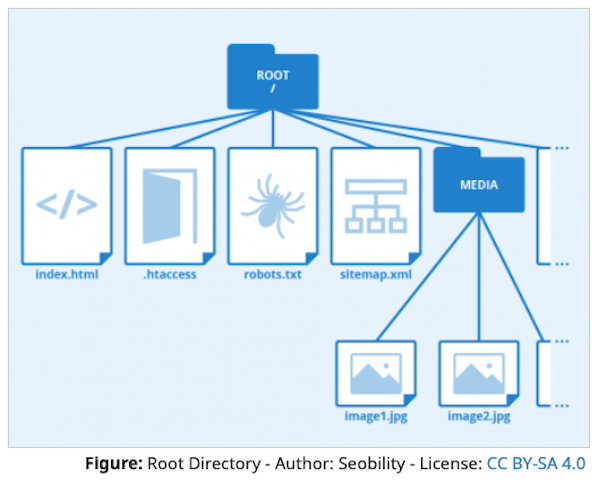 ROOT
/
MEDIA
index.html
.htaccess
robots.txt
sitemap.xml
...
...
image1.jpg
image2.jpg
...
...
Figure: Root Directory - Author: Seobility - License: CC BY-SA 4.0